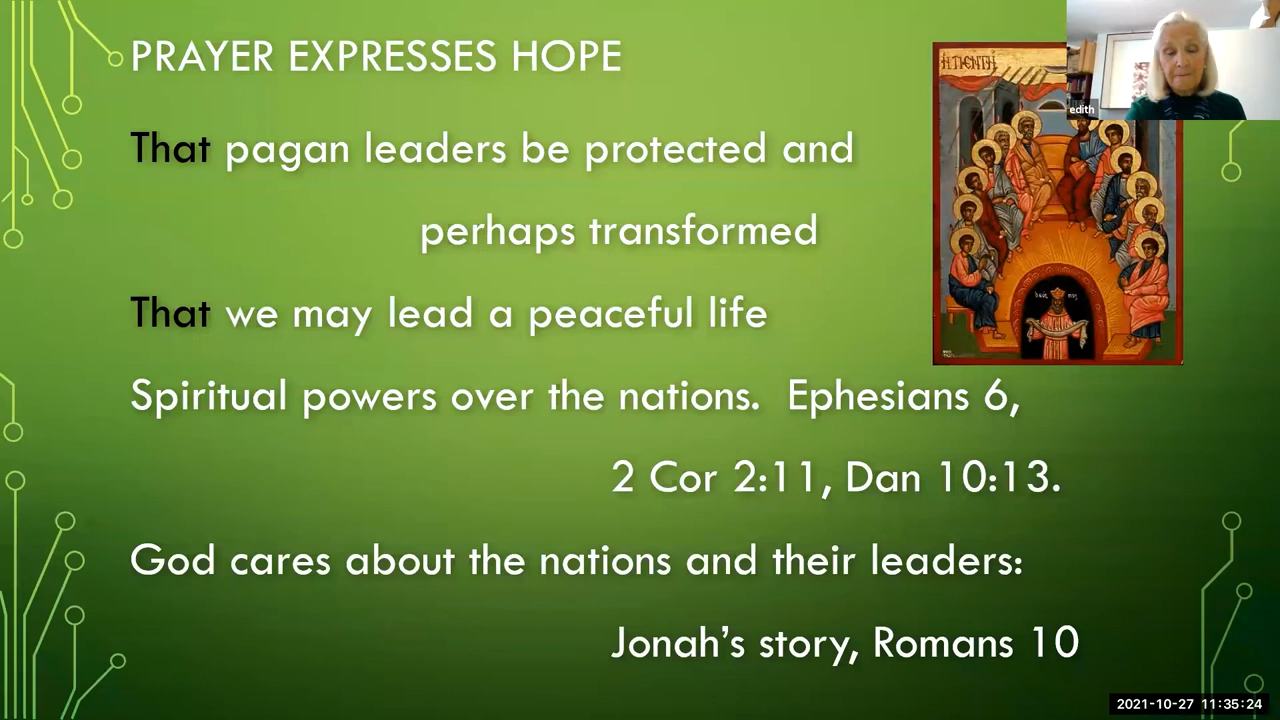 PRAYER EXPRESSES HOPE
That pagan leaders be protected and
perhaps transformed
That we may lead a peaceful life
Spiritual powers over the nations.  Ephesians 6,
2 Cor 2:11, Dan 10:13.
God cares about the nations and their leaders:
Jonah’s story, Romans 10
edith
2021-10-27 11:35:24